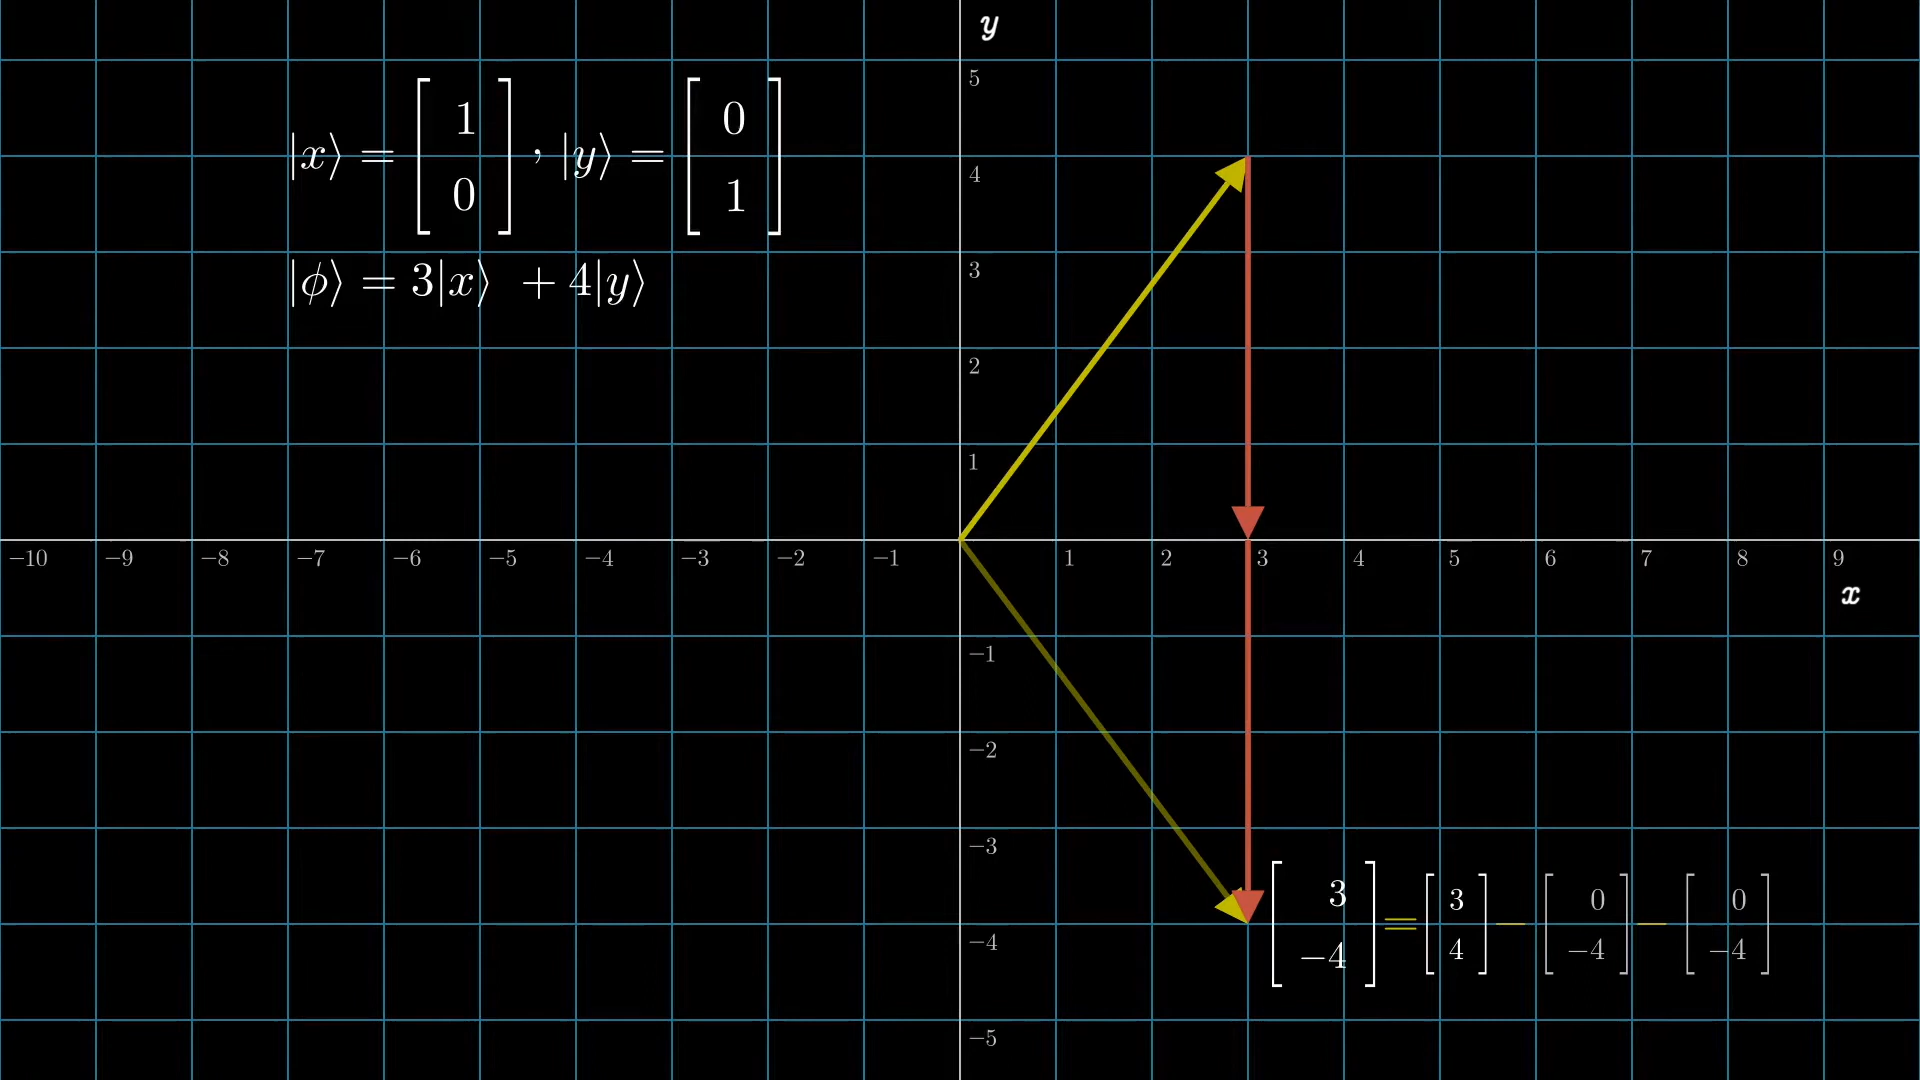 y
5
|x⟩ = [1 0], |y⟩ = [0 1]
4
|ϕ⟩ = 3|x⟩ + 4|y⟩
3
2
1
−10 −9 −8 −7 −6 −5 −4 −3 −2 −1 1 2 3 4 5 6 7 8 9
x
−1
−2
−3
[3 −4] = [3 4] − [0 −4] − [0 −4]
−4
−5